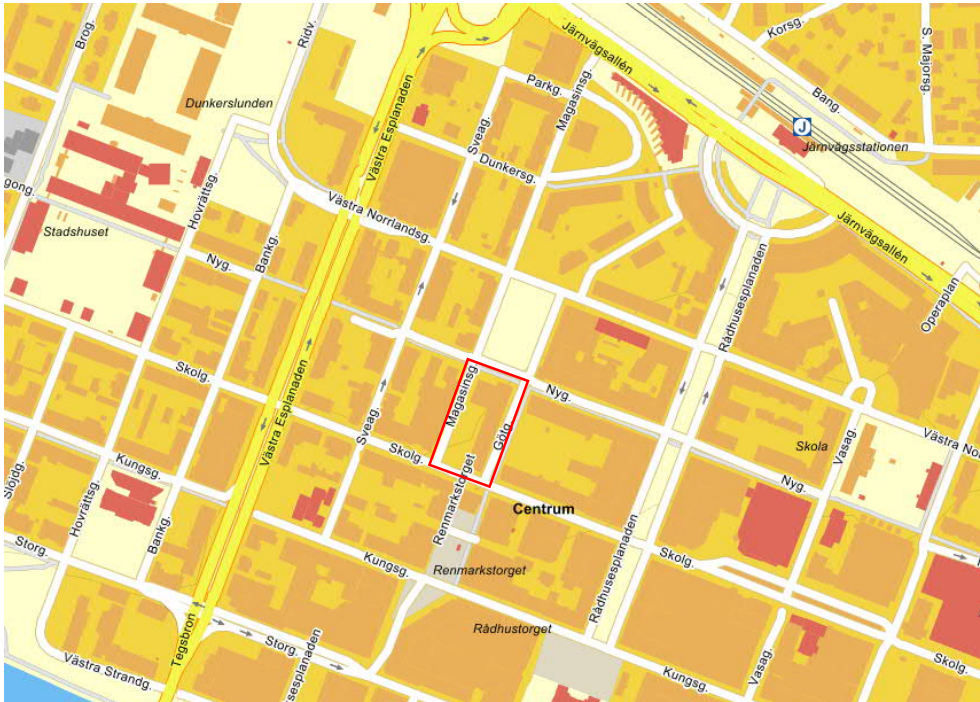 Brog.
Ridv.
Järnvägsallén
Korsg.
S. Majorsg.
Parkg.
Magasinsg.
Bang.
Dunkerslunden
Västra Esplanaden
Sveag.
J
Järnvägsstationen
Dunkersg.
gong.
Hovrättsg.
Stadshuset
Bankg.
Västra Norrlandsg.
Järnvägsallén
Nyg.
Rådhusesplanaden
Operaplan
Skolg.
Magasinsg.
Nyg.
Sveag.
Götg.
Västra Esplanaden
Skolg.
Renmarkstorget
Skola
Vasag.
Västra No
Slöjdg.
Kungsg.
Hovrättsg.
Nyg.
Bankg.
Centrum
Storg.
Kungsg.
Renmarkstorget
Rådhusesplanaden
Skolg.
Tegsbron
Rådhustorget
Storg.
sesplanaden
Västra Strandg.
Kungsg.
Vasag.
Skolg.